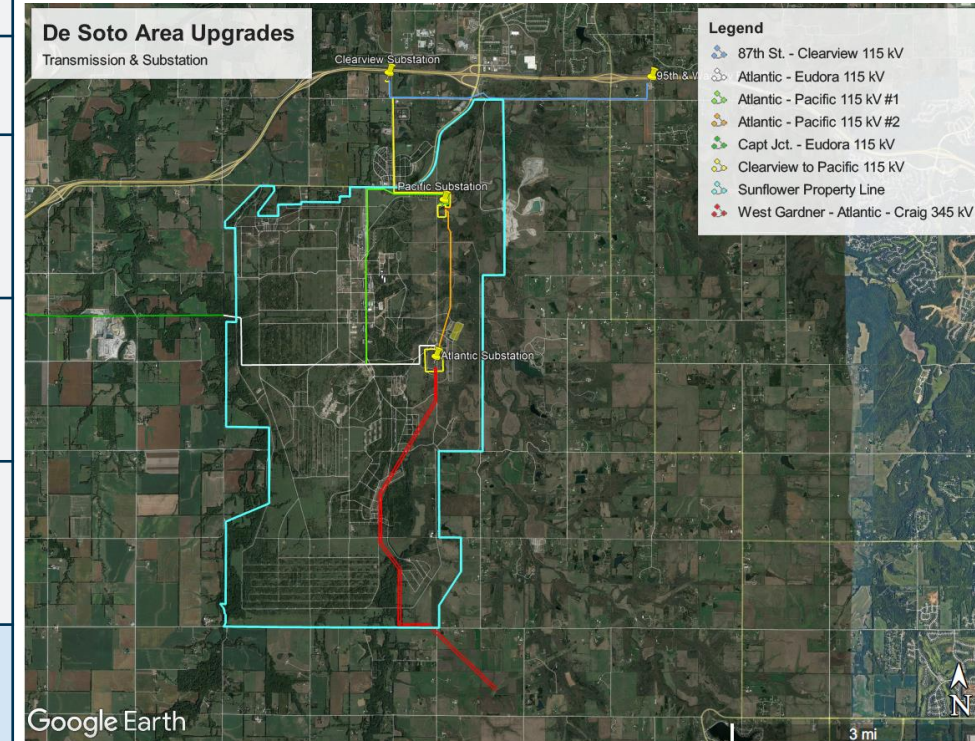 De Soto Area Upgrades
Transmission & Substation
Legend
87th St. - Clearview 115 kV
Atlantic - Eudora 115 kV
Atlantic - Pacific 115 kV #1
Atlantic - Pacific 115 kV #2
Capt Jct. - Eudora 115 kV
Clearview to Pacific 115 kV
Sunflower Property Line
West Gardner - Atlantic - Craig 345 kV
Clearview Substation
95th & W
Pacific Substation
Atlantic Substation
Google Earth
N
3 mi